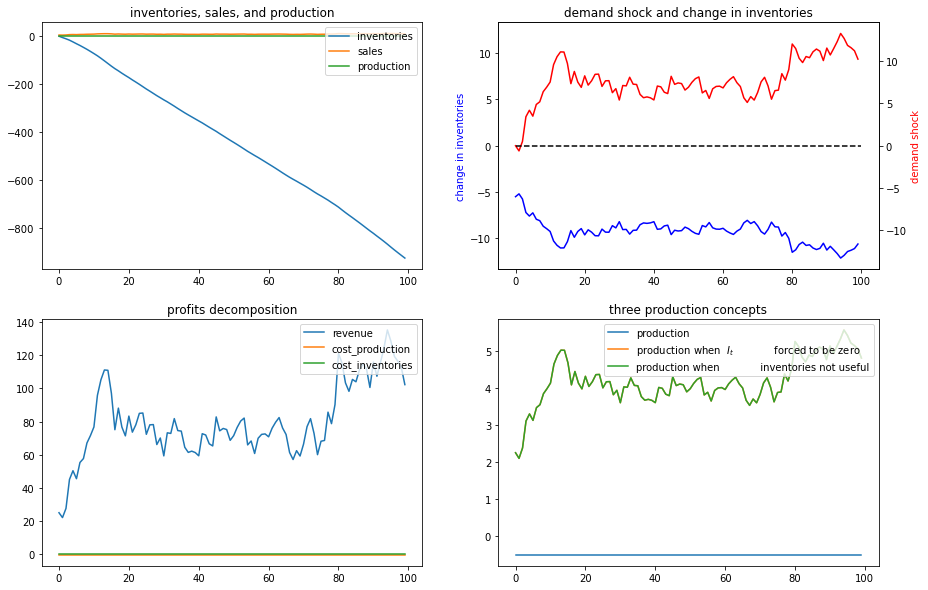 inventories, sales, and production
0
−200
−400
−600
−800
0 20 40 60 80 100
inventories
sales
production
demand shock and change in inventories
change in inventories
10
5
0
−5
−10
0 20 40 60 80 100
10
5
0
−5
−10
demand shock
profits decomposition
140
120
100
80
60
40
20
0
0 20 40 60 80 100
revenue
cost_production
cost_inventories
three production concepts
5
4
3
2
1
0
0 20 40 60 80 100
production
production when I_t forced to be zero
production when inventories not useful